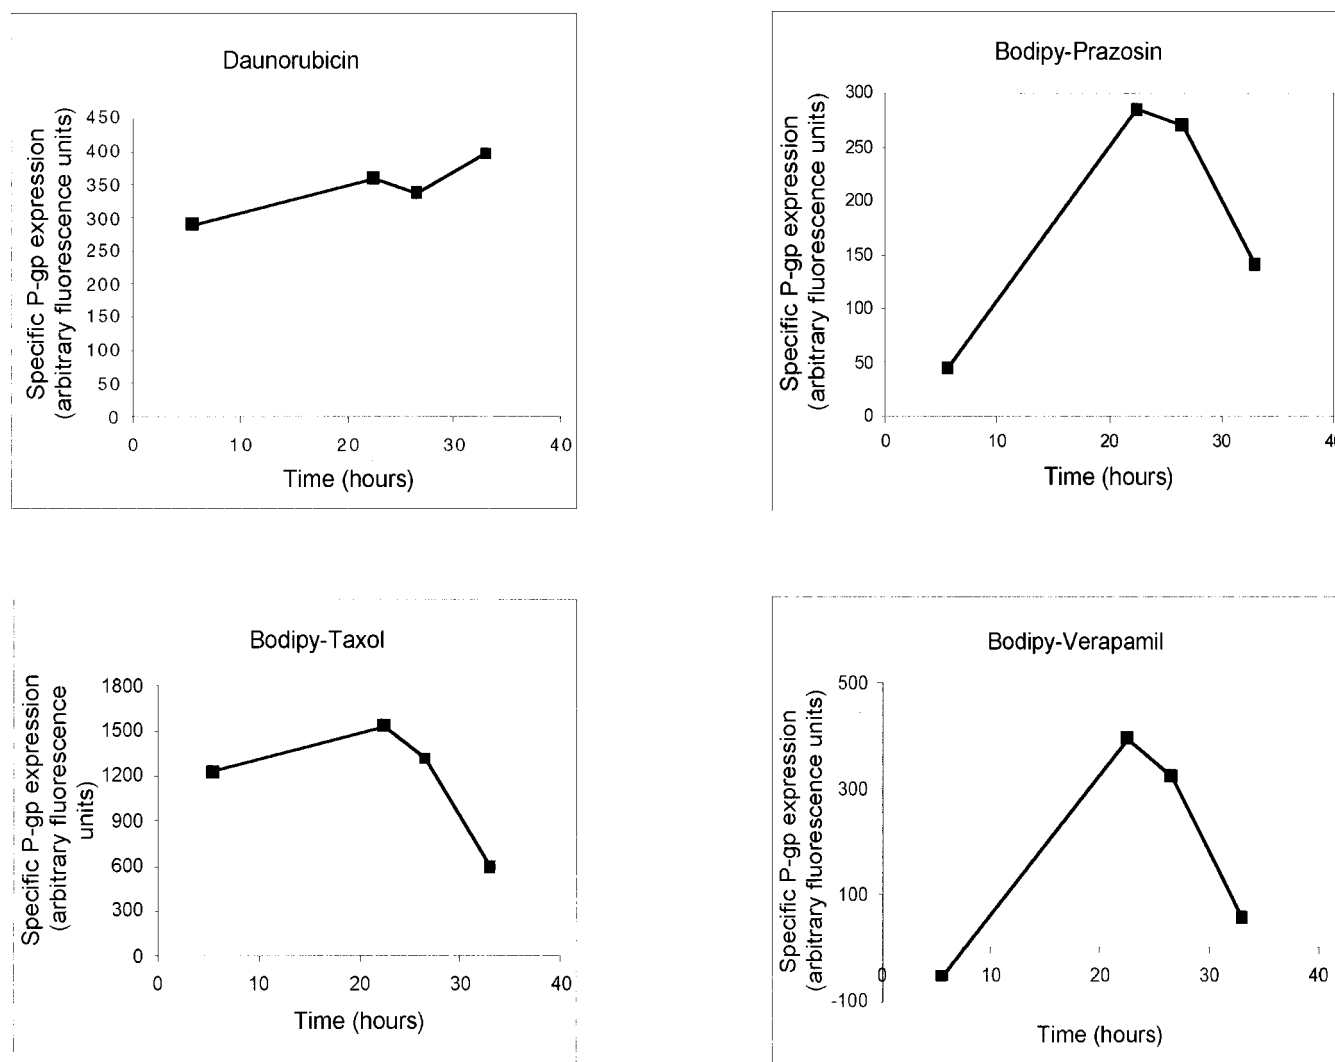 Daunorubicin
Specific P-gp expression
(arbitrary fluorescence units)
450
400
350
300
250
200
150
100
50
0
0 10 20 30 40
Time (hours)
Bodipy-Prazosin
Specific P-gp expression
(arbitrary fluorescence units)
300
250
200
150
100
50
0
0 10 20 30 40
Time (hours)
Bodipy-Taxol
Specific P-gp expression
(arbitrary fluorescence
units)
1800
1500
1200
900
600
300
0
0 10 20 30 40
Time (hours)
Bodipy-Verapamil
Specific P-gp expression
(arbitrary fluorescence units)
500
300
100
-100
0 10 20 30 40
Time (hours)